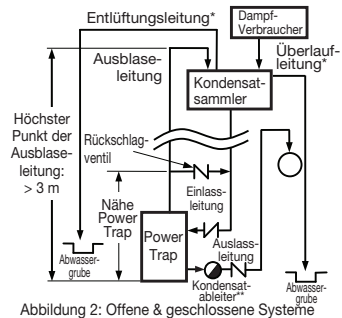 Entlüftungsleitung*
Dampf-
Verbraucher
Überlauf-
leitung*
Ausblase-
leitung
Kondensat-
sammler
Höchster
Punkt der
Ausblase-
leitung:
> 3 m
Rückschlag-
ventil
Einlass-
leitung
Nähe
Power
Trap
Power
Trap
Auslass-
leitung
Abwasser-
grube
Kondensat-
ableiter**
Abwasser-
grube
Abbildung 2: Offene & geschlossene Systeme